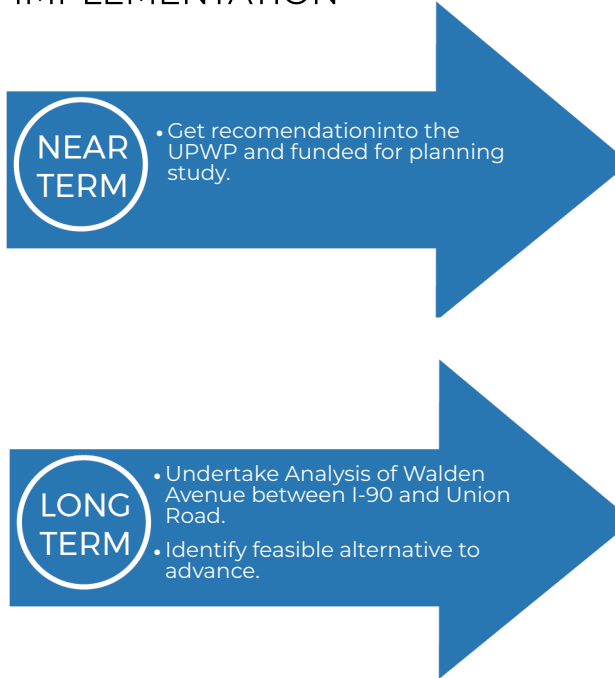 IMPLEMENTATION
NEAR
TERM
• Get recomendationinto the
UPWP and funded for planning
study.
LONG
TERM
• Undertake Analysis of Walden
Avenue between I-90 and Union
Road.
• Identify feasible alternative to
advance.